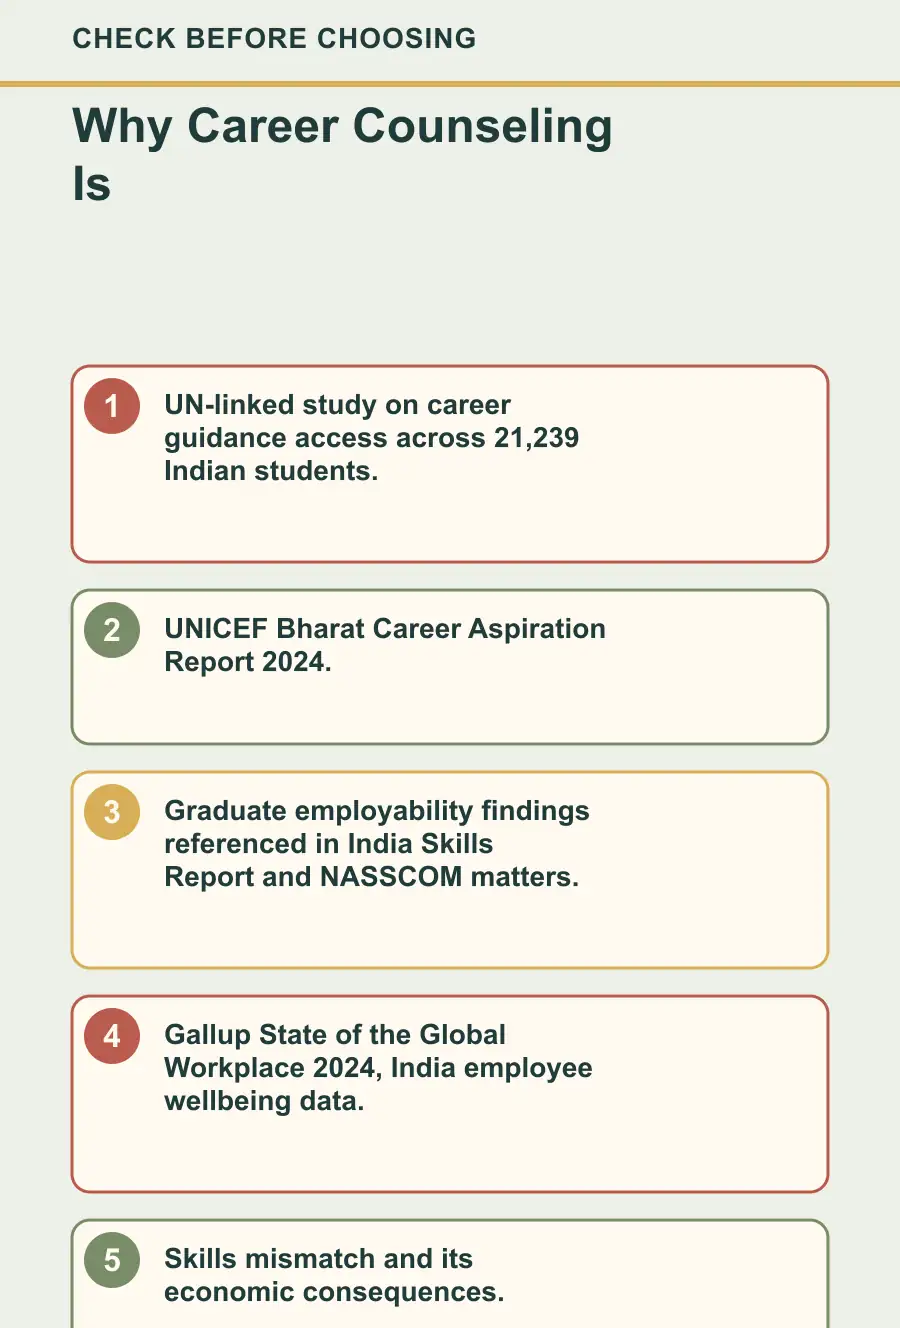 CHECK BEFORE CHOOSING
Why Career Counseling
Is
1
UN-linked study on career
guidance access across 21,239
Indian students.
2
UNICEF Bharat Career Aspiration
Report 2024.
3
Graduate employability findings
referenced in India Skills
Report and NASSCOM matters.
4
Gallup State of the Global
Workplace 2024, India employee
wellbeing data.
5
Skills mismatch and its
economic consequences.